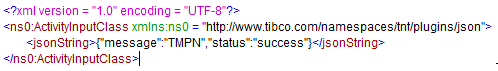 <?xml version = "1.0" encoding = "UTF-8"?>
<ns0:ActivityInputClass xmlns:ns0 = "http://www.tibco.com/namespaces/tnt/plugins/json">
<jsonString>{"message":"TMPN","status":"success"}</jsonString>
</ns0:ActivityInputClass>